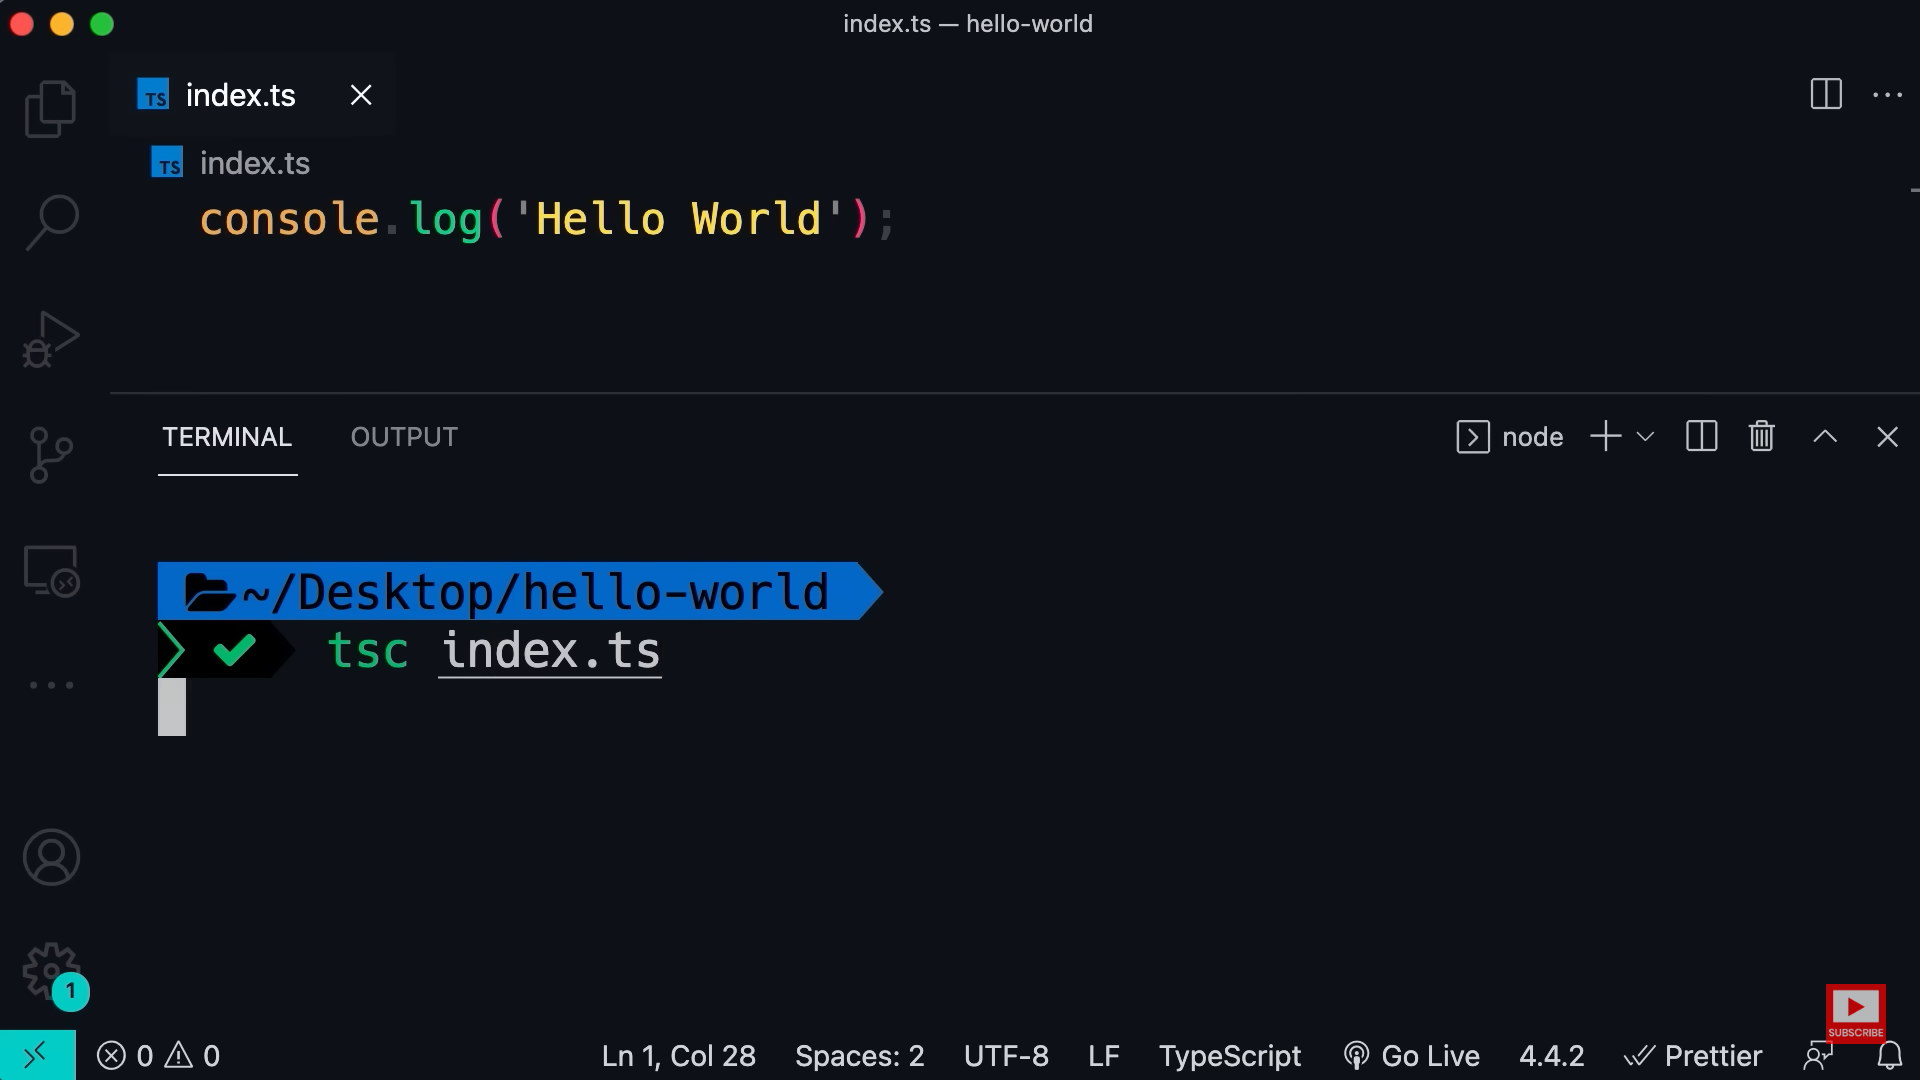 index.ts — hello-world
TS index.ts
TS index.ts
console.log('Hello World');
TERMINAL OUTPUT node
~/Desktop/hello-world
tsc index.ts
1
SUBSCRIBE
0 0 Ln 1, Col 28 Spaces: 2 UTF-8 LF TypeScript Go Live 4.4.2 Prettier